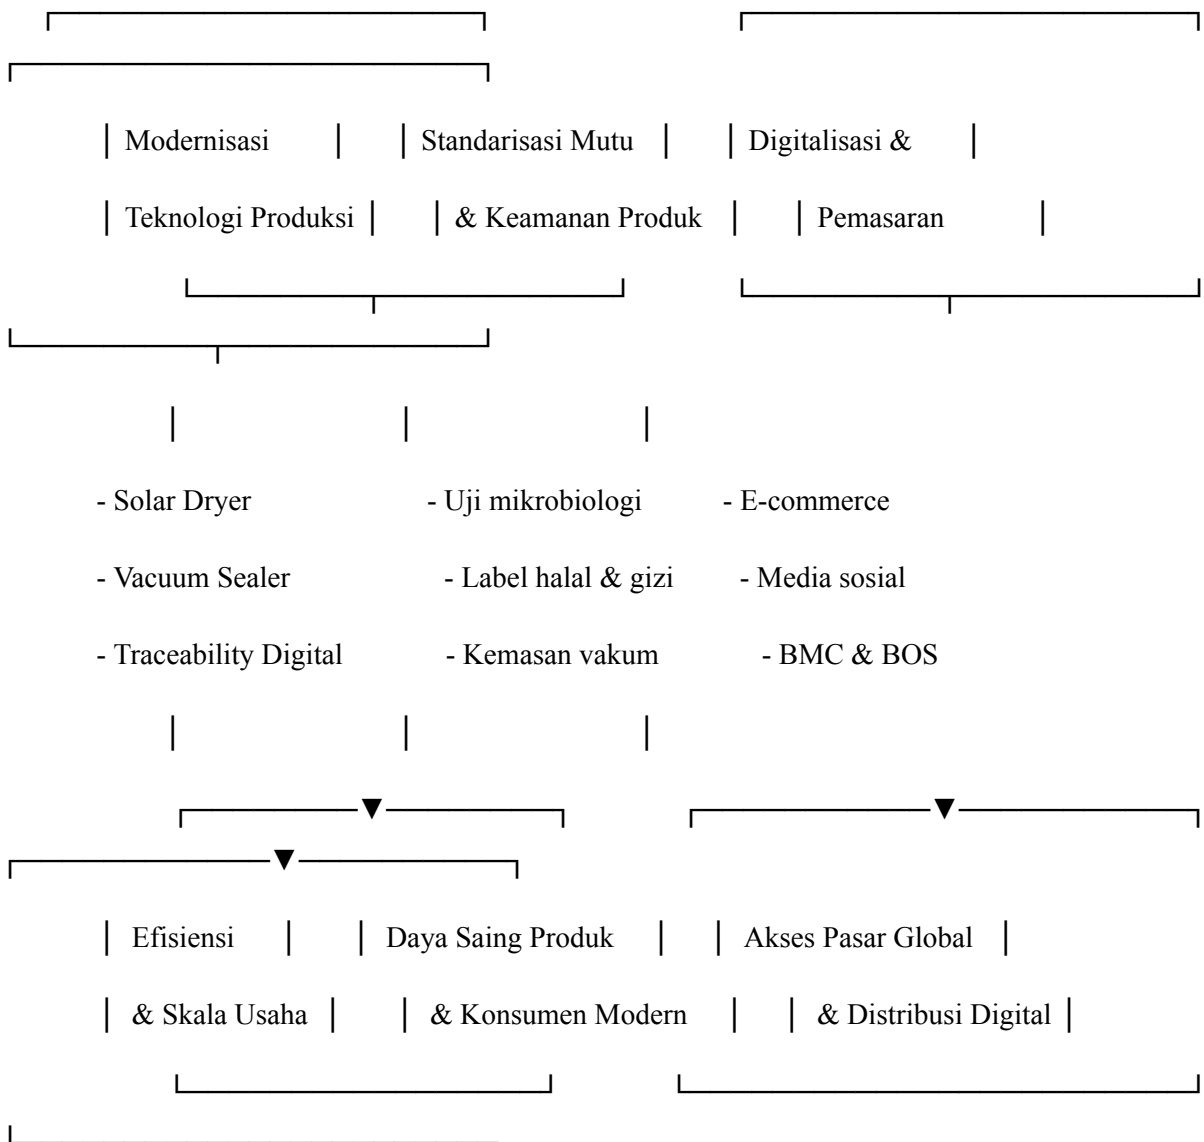 Modernisasi Standarisasi Mutu Digitalisasi &
Teknologi Produksi & Keamanan Produk Pemasaran
- Solar Dryer - Uji mikrobiologi - E-commerce
- Vacuum Sealer - Label halal & gizi - Media sosial
- Traceability Digital - Kemasan vakum - BMC & BOS
Efisiensi Daya Saing Produk Akses Pasar Global
& Skala Usaha & Konsumen Modern & Distribusi Digital